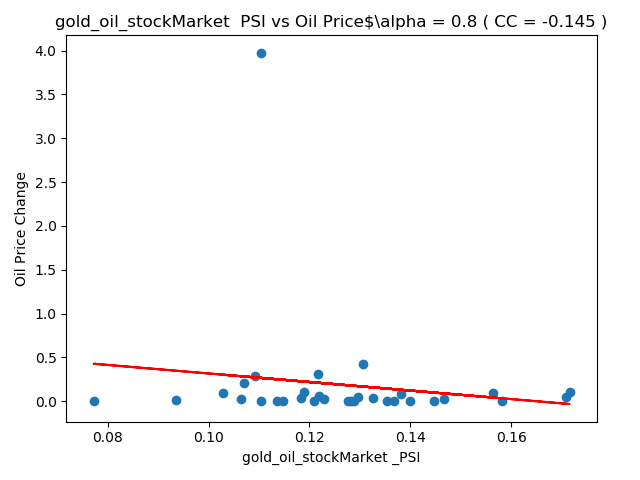 gold_oil_stockMarket  PSI vs Oil Price$\alpha = 0.8 ( CC = -0.145 )
4.0
3.5
3.0
2.5
2.0
1.5
1.0
0.5
0.0
Oil Price Change
0.08 0.10 0.12 0.14 0.16
gold_oil_stockMarket _PSI